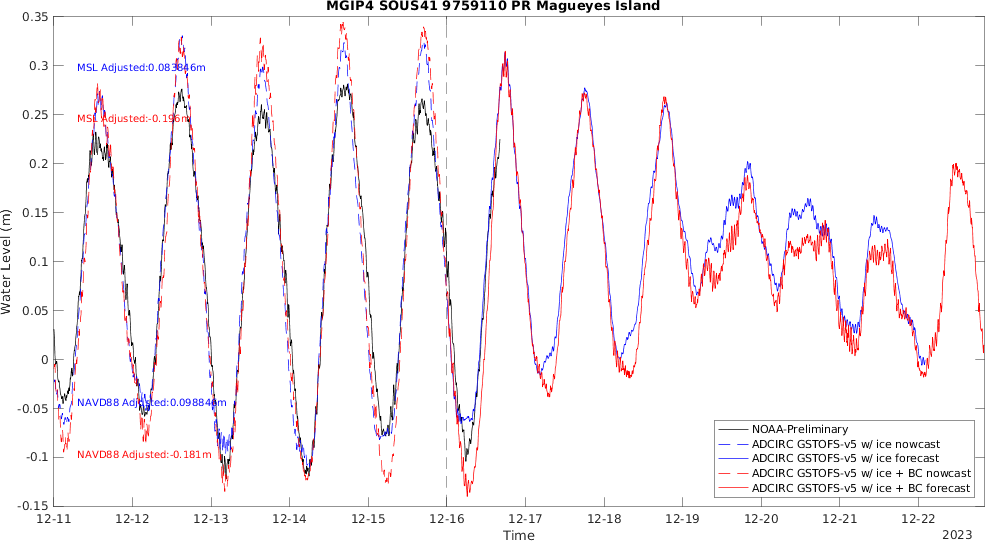 MGIP4 SOUS41 9759110 PR Magueyes Island
0.35
0.3
0.25
0.2
0.15
0.1
0.05
0
-0.05
-0.1
-0.15
Water Level (m)
MSL Adjusted:0.083846m
MSL Adjusted:-0.196m
NAVD88 Adjusted:0.098846m
NAVD88 Adjusted:-0.181m
NOAA-Preliminary
ADCIRC GSTOFS-v5 w/ ice nowcast
ADCIRC GSTOFS-v5 w/ ice forecast
ADCIRC GSTOFS-v5 w/ ice + BC nowcast
ADCIRC GSTOFS-v5 w/ ice + BC forecast
12-11 12-12 12-13 12-14 12-15 12-16 12-17 12-18 12-19 12-20 12-21 12-22
Time
2023